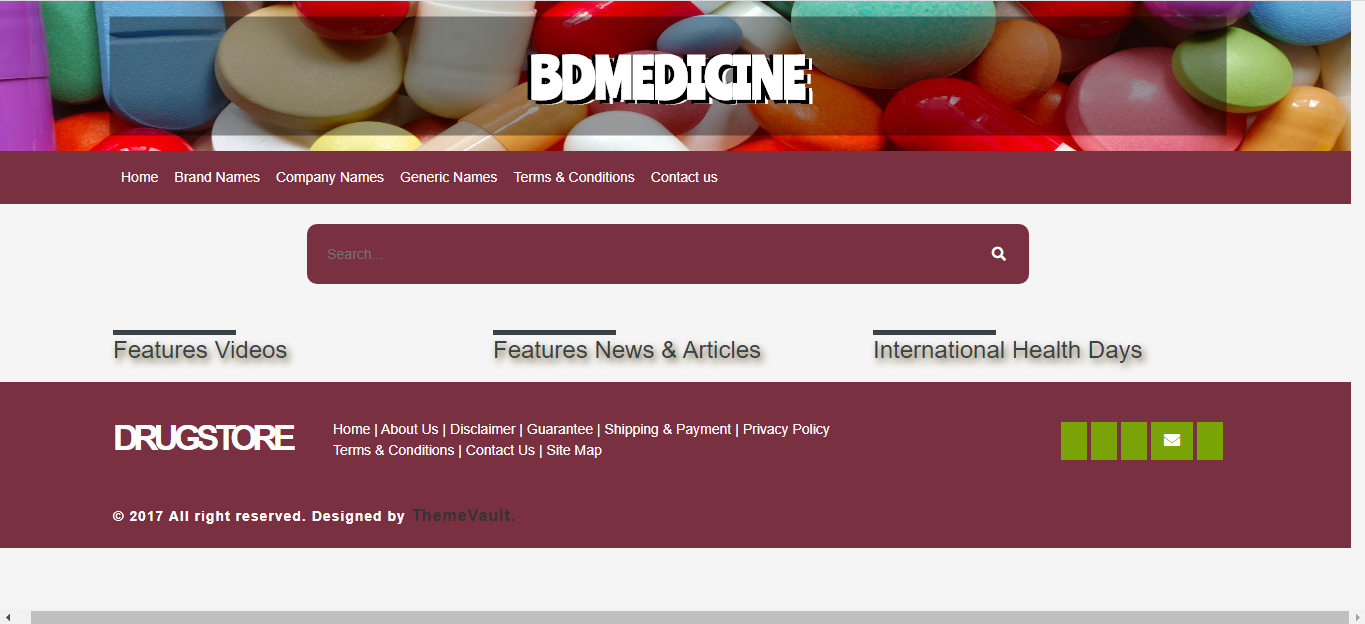 BDMEDICINE
Home Brand Names Company Names Generic Names Terms & Conditions Contact us
Search...
Features Videos
Features News & Articles
International Health Days
DRUGSTORE
Home | About Us | Disclaimer | Guarantee | Shipping & Payment | Privacy Policy
Terms & Conditions | Contact Us | Site Map
© 2017 All right reserved. Designed by ThemeVault.